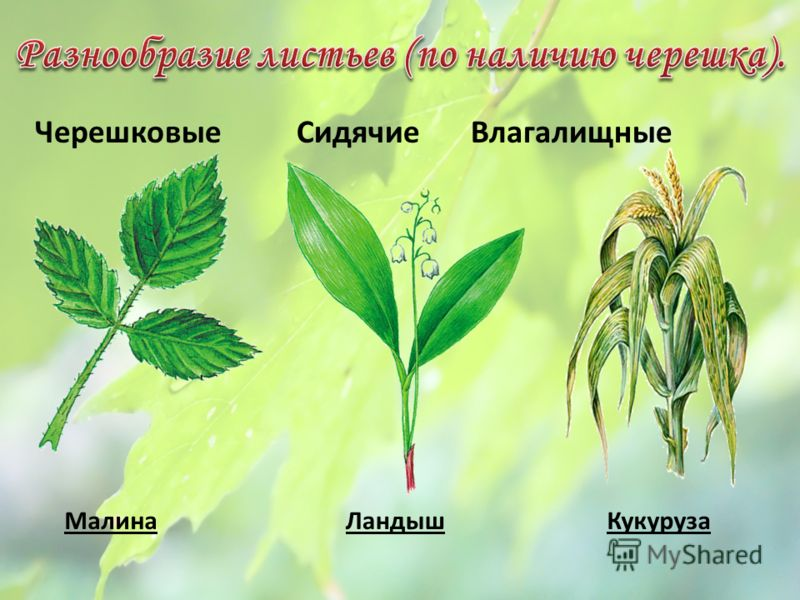 Разнообразие листьев (по наличию черешка).
Черешковые Сидячие Влагалищные
Малина Ландыш Кукуруза
MyShared